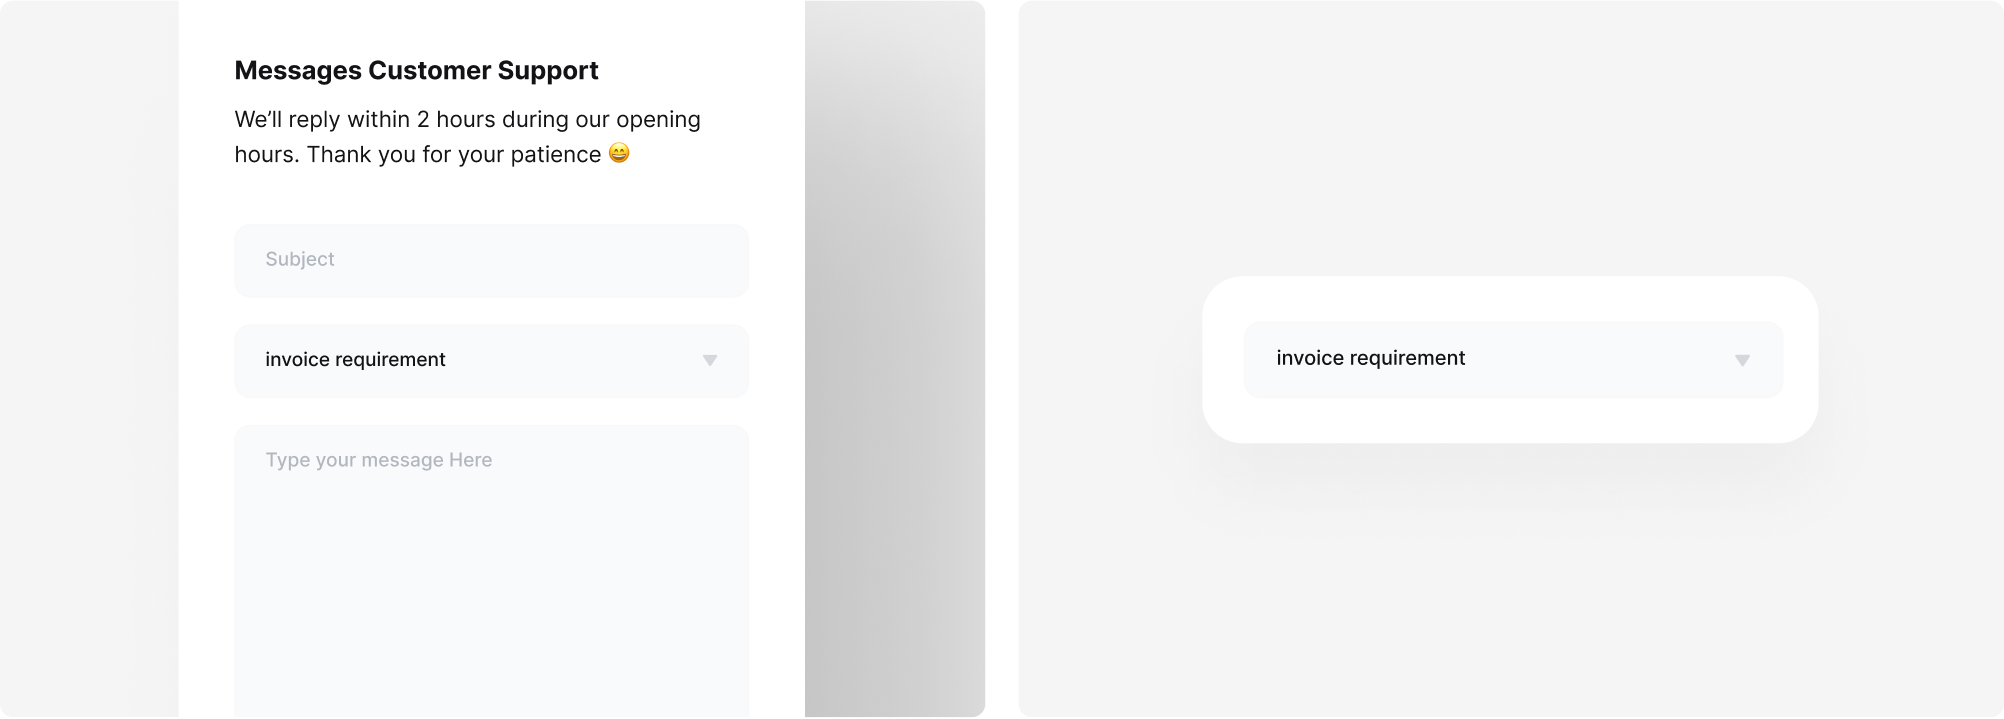 Messages Customer Support
We’ll reply within 2 hours during our opening
hours. Thank you for your patience 😄
Subject
invoice requirement
Type your message Here
invoice requirement